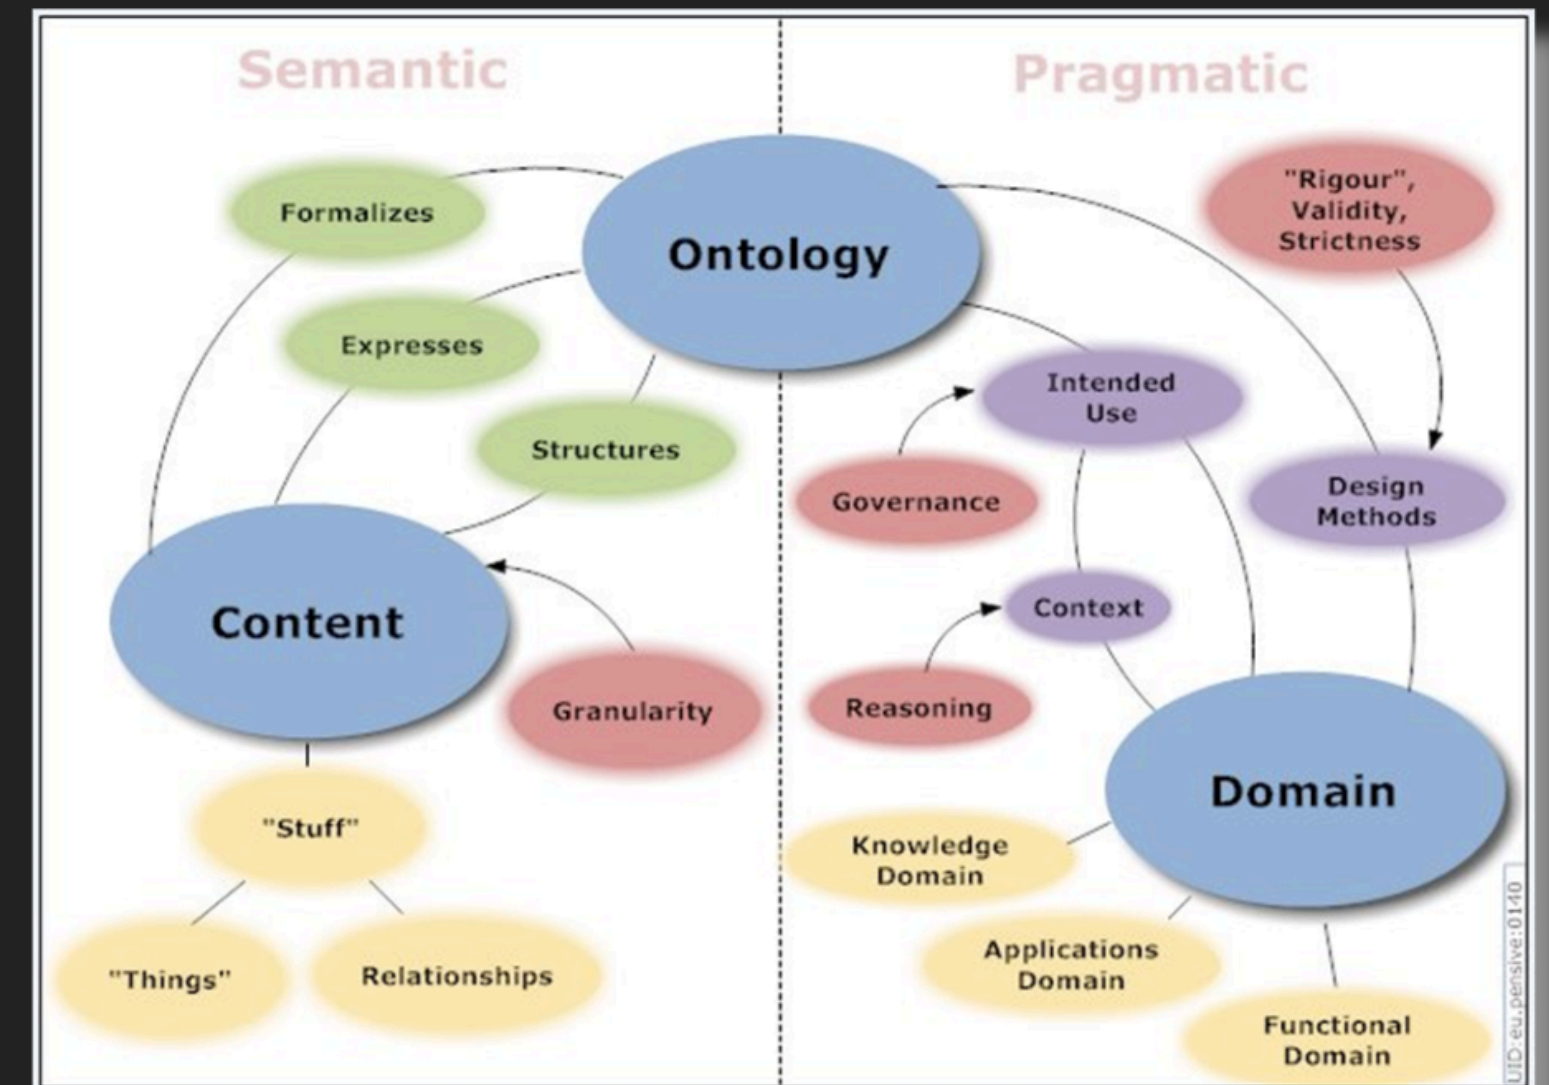 Semantic
Pragmatic
Formalizes
Ontology
"Rigour",
Validity,
Strictness
Expresses
Intended
Use
Structures
Governance
Design
Methods
Content
Context
Granularity
Reasoning
"Stuff"
Domain
Knowledge
Domain
"Things"
Relationships
Applications
Domain
Functional
Domain
UID:eu.pensive:0140